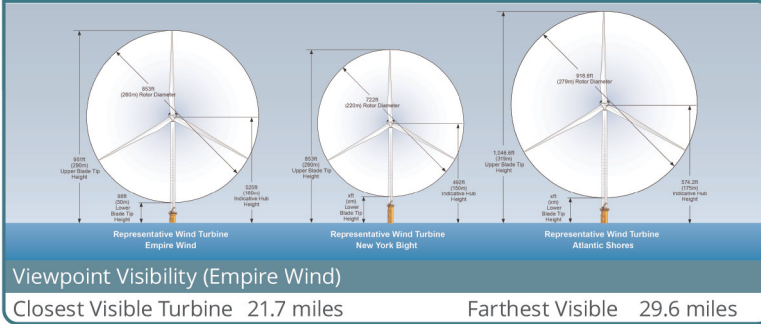 853ft
(260m) Rotor Diameter
951ft
(290m)
Upper Blade Tip
Height
98ft
(30m)
Lower
Blade Tip
Height
525ft
(160m)
Indicative Hub
Height
Representative Wind Turbine
Empire Wind
722ft
(220m) Rotor Diameter
853ft
(260m)
Upper Blade Tip
Height
xft
(xm)
Lower
Blade Tip
Height
492ft
(150m)
Indicative Hub
Height
Representative Wind Turbine
New York Bight
918.6ft
(279m) Rotor Diameter
1,048.6ft
(319m)
Upper Blade Tip
Height
xft
(xm)
Lower
Blade Tip
Height
574.2ft
(175m)
Indicative Hub
Height
Representative Wind Turbine
Atlantic Shores
Viewpoint Visibility (Empire Wind)
Closest Visible Turbine 21.7 miles
Farthest Visible 29.6 miles